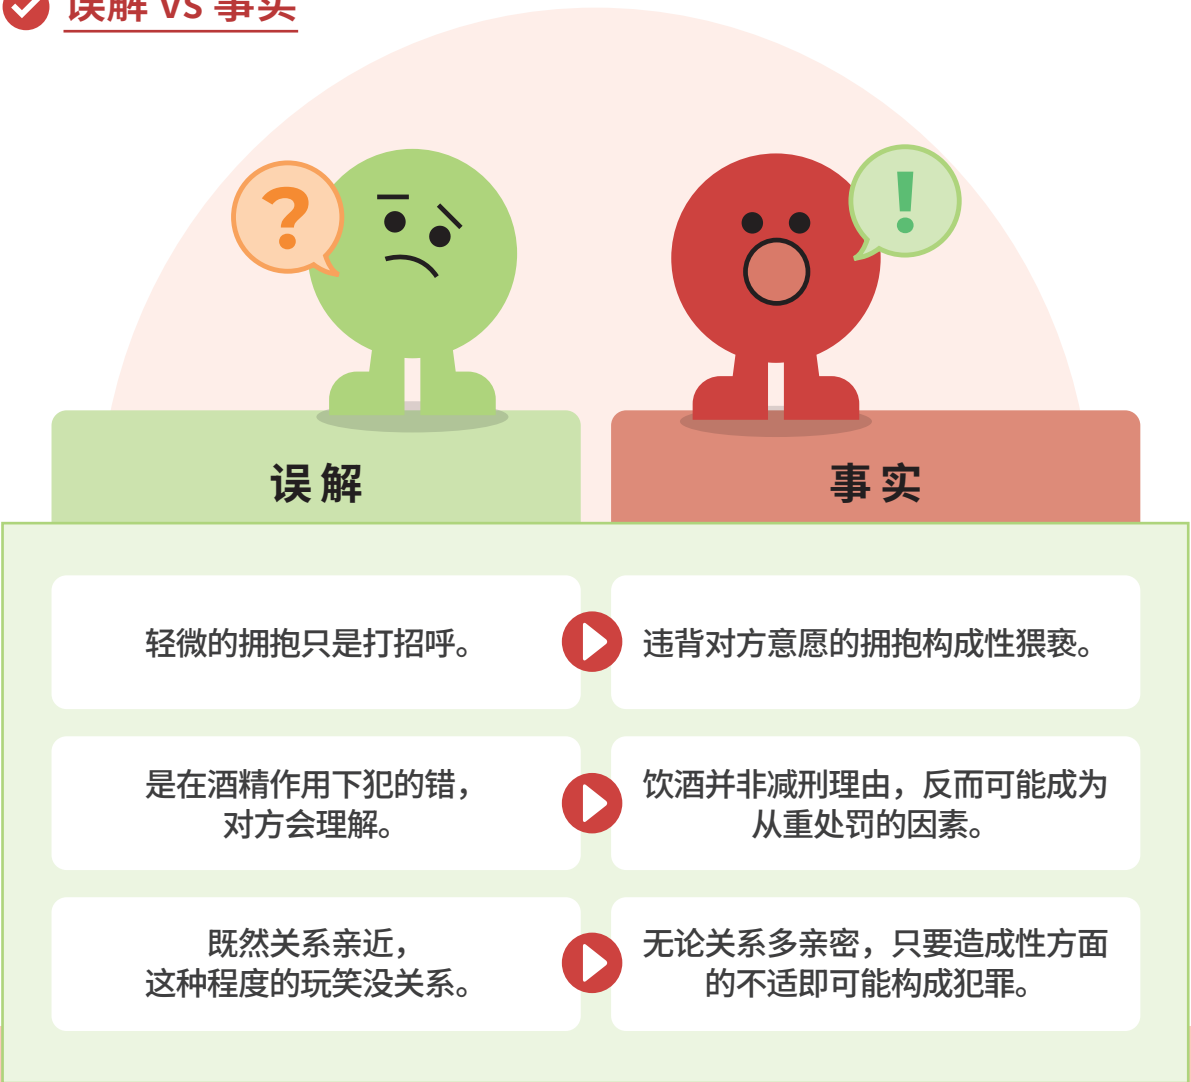 误解 VS 事实
?
!
误解
事实
轻微的拥抱只是打招呼。
违背对方意愿的拥抱构成性猥亵。
是在酒精作用下犯的错，
对方会理解。
饮酒并非减刑理由，反而可能成为
从重处罚的因素。
既然关系亲近，
这种程度的玩笑没关系。
无论关系多亲密，只要造成性方面
的不适即可能构成犯罪。